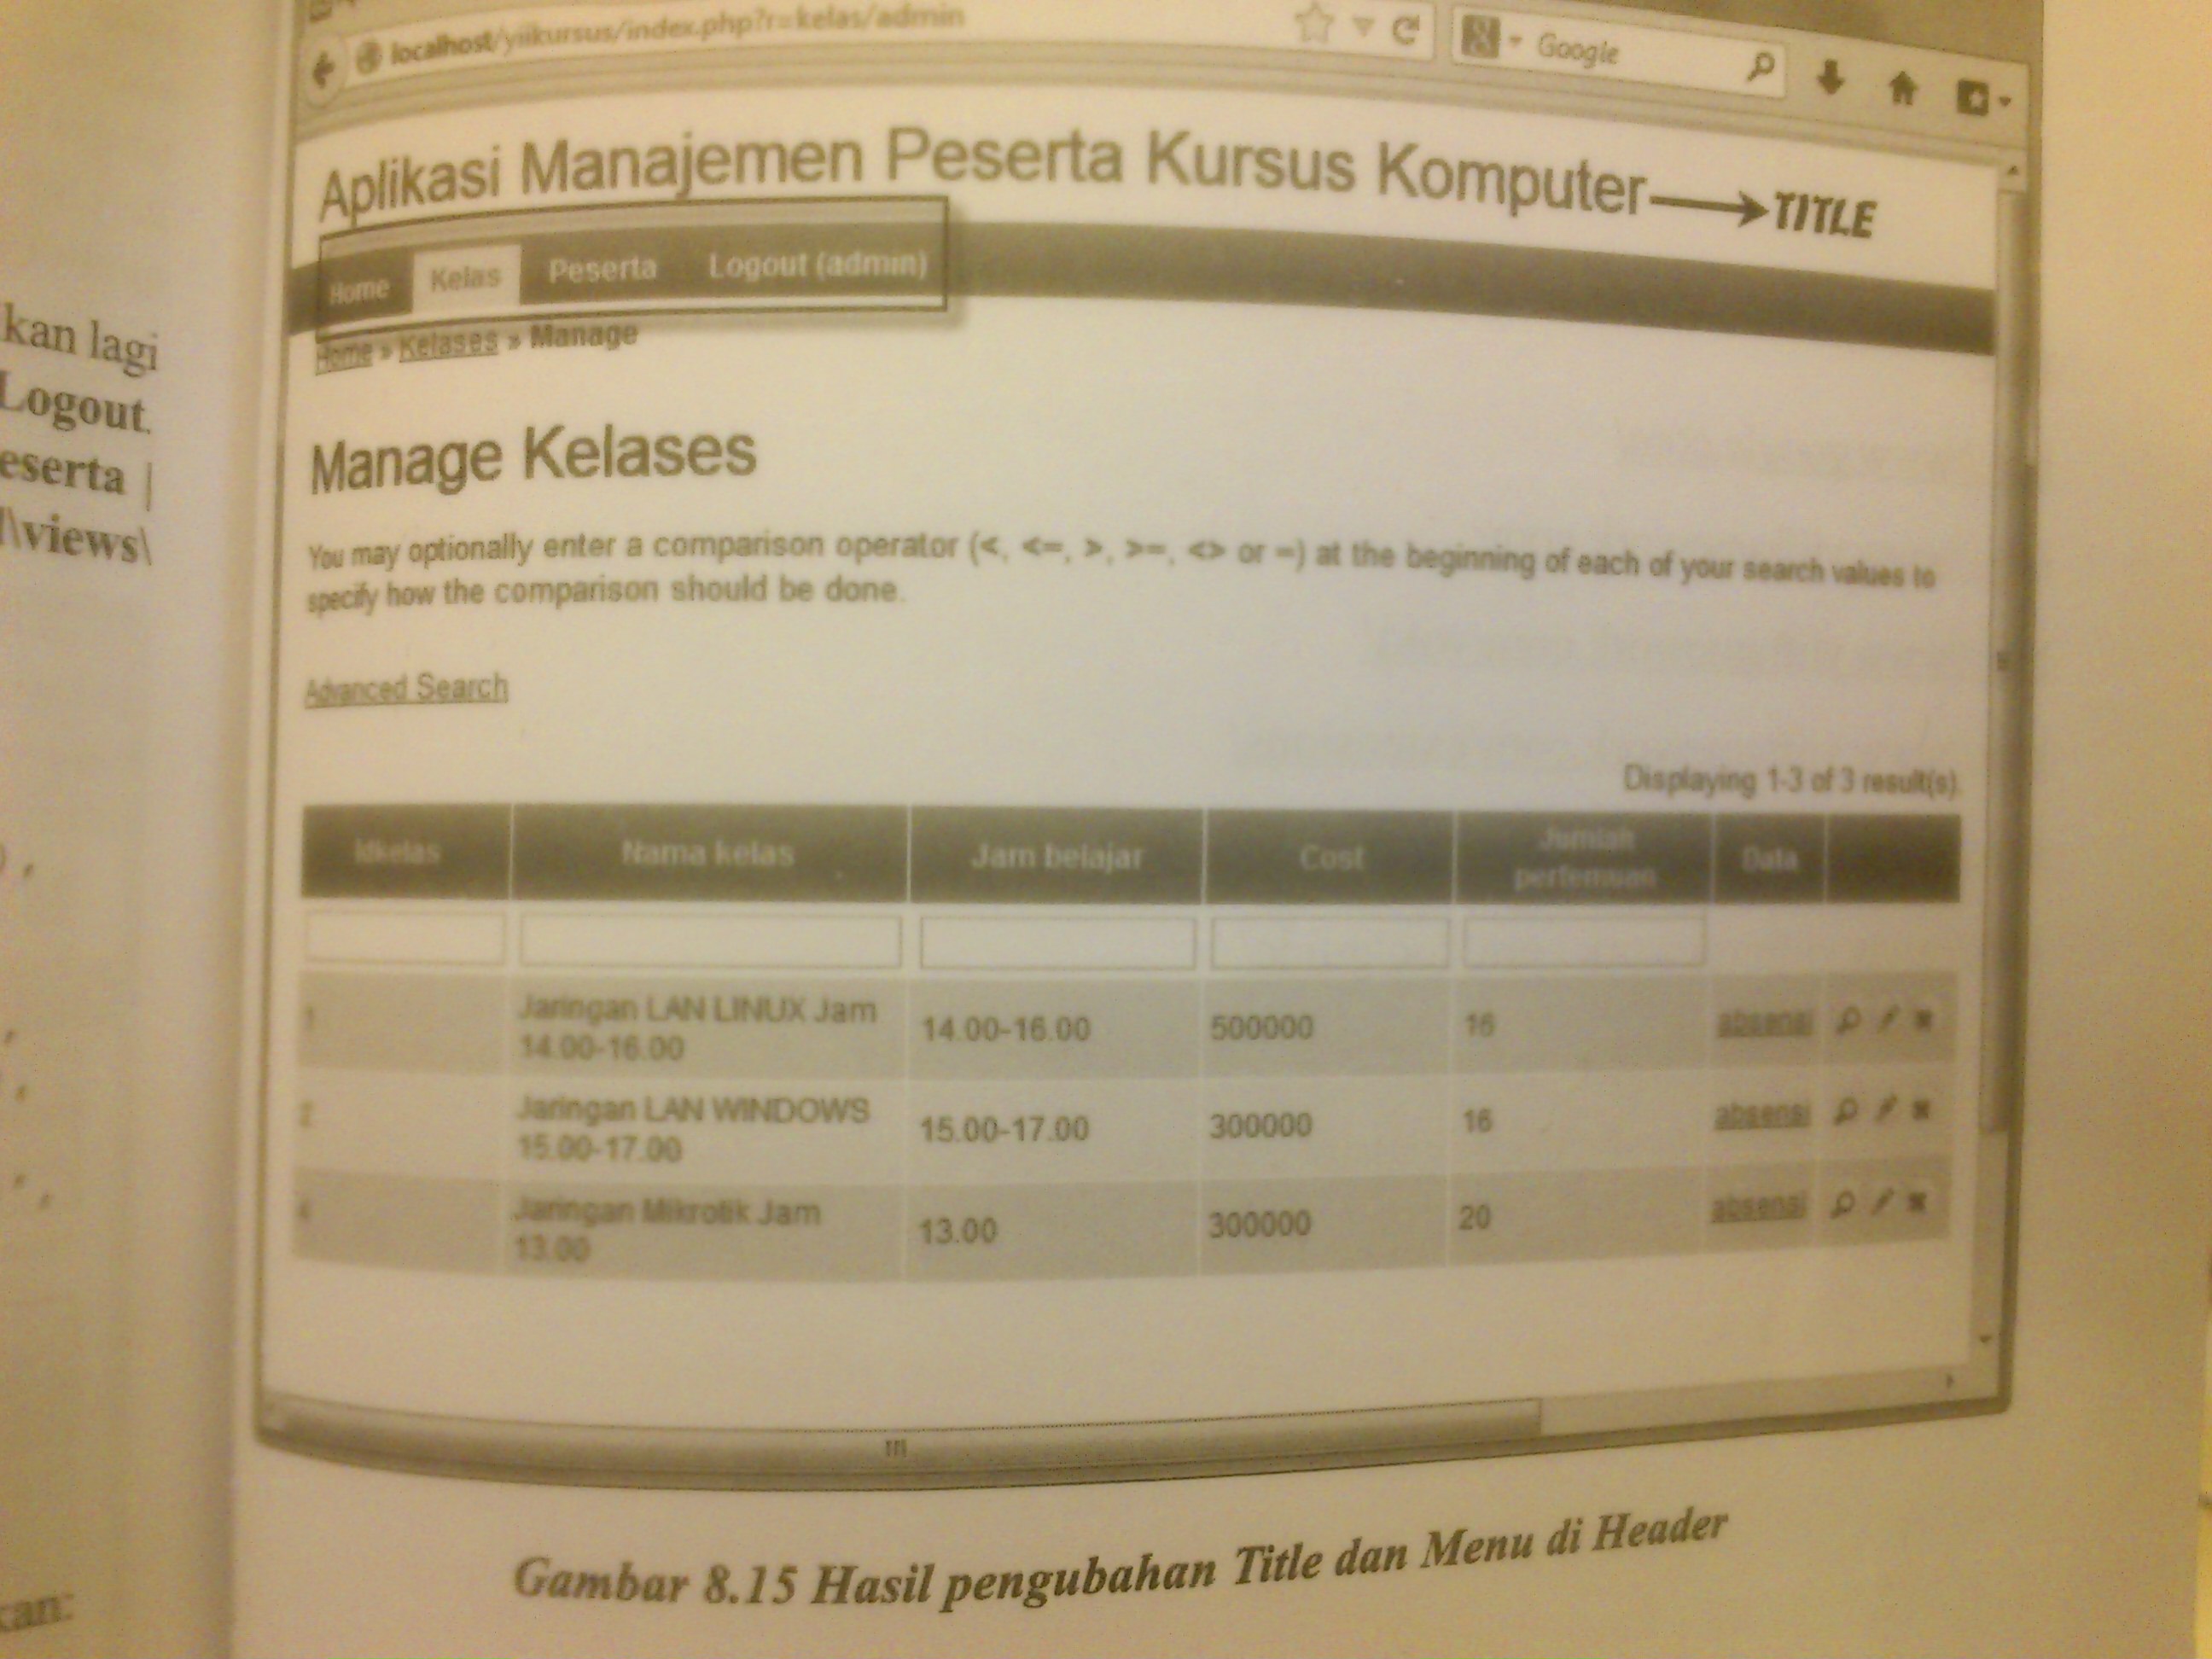 localhost/yiikursus/index.php?r=kelas/admin
Google
Aplikasi Manajemen Peserta Kursus Komputer
TITLE
Home Kelas Peserta Logout (admin)
Home » Kelases » Manage
Manage Kelases
You may optionally enter a comparison operator (<, <=, >, >=, <> or =) at the beginning of each of your search values to
specify how the comparison should be done.
Advanced Search
Displaying 1-3 of 3 result(s).
Idkelas Nama kelas Jam belajar Cost Jumlah pertemuan Data
1 Jaringan LAN LINUX Jam 14.00-16.00 14.00-16.00 500000 16 absensi
2 Jaringan LAN WINDOWS 15.00-17.00 15.00-17.00 300000 16 absensi
4 Jaringan Mikrotik Jam 13.00 13.00 300000 20 absensi
Gambar 8.15 Hasil pengubahan Title dan Menu di Header
kan lagi
Logout.
eserta |
\views\
kan: